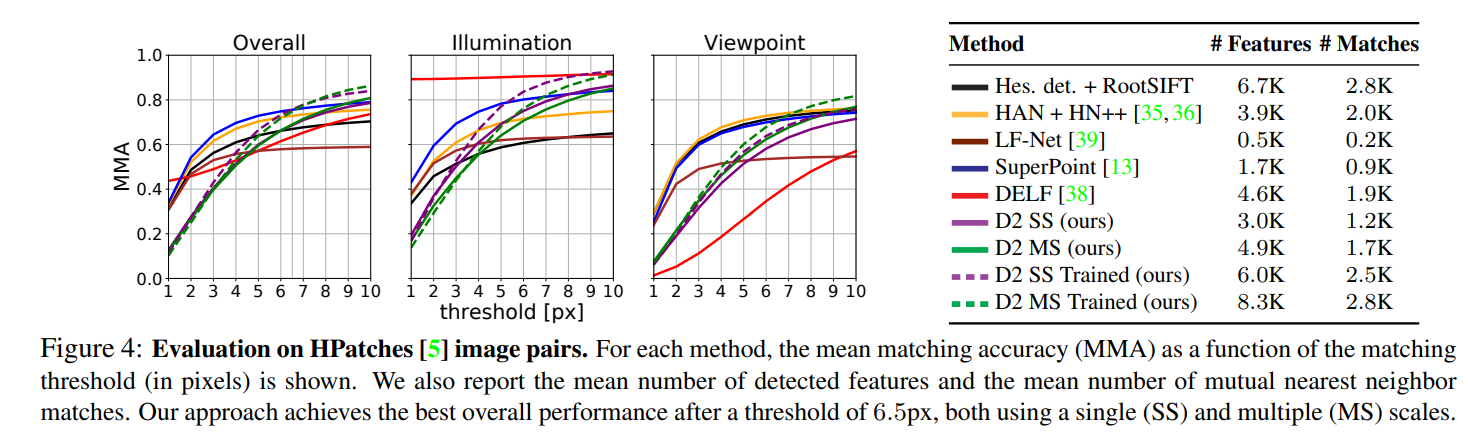 Overall
Illumination
Viewpoint
MMA
1.0
0.8
0.6
0.4
0.2
0.0
1 2 3 4 5 6 7 8 9 10
1 2 3 4 5 6 7 8 9 10
1 2 3 4 5 6 7 8 9 10
threshold [px]
Method # Features # Matches
Hes. det. + RootSIFT 6.7K 2.8K
HAN + HN++ [35, 36] 3.9K 2.0K
LF-Net [39] 0.5K 0.2K
SuperPoint [13] 1.7K 0.9K
DELF [38] 4.6K 1.9K
D2 SS (ours) 3.0K 1.2K
D2 MS (ours) 4.9K 1.7K
D2 SS Trained (ours) 6.0K 2.5K
D2 MS Trained (ours) 8.3K 2.8K
Figure 4: Evaluation on HPatches [5] image pairs. For each method, the mean matching accuracy (MMA) as a function of the matching
threshold (in pixels) is shown. We also report the mean number of detected features and the mean number of mutual nearest neighbor
matches. Our approach achieves the best overall performance after a threshold of 6.5px, both using a single (SS) and multiple (MS) scales.